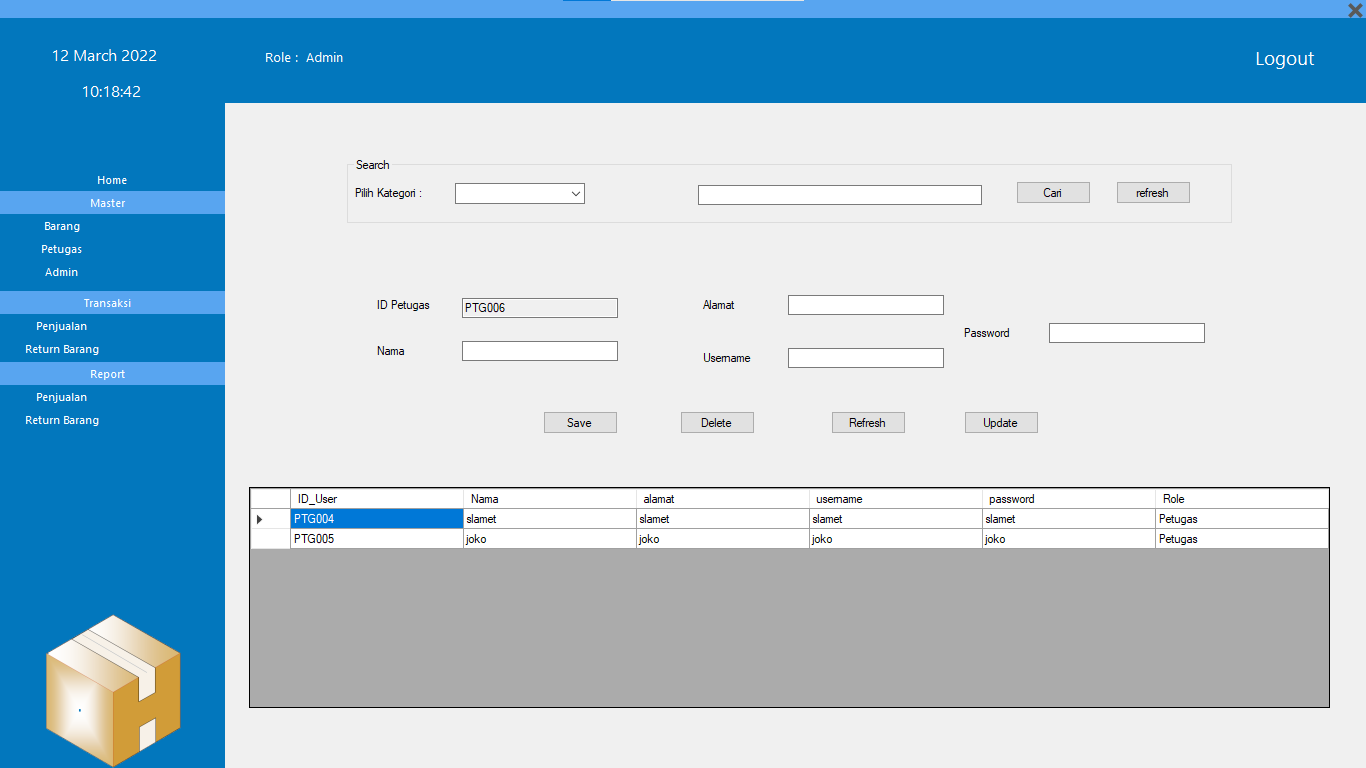 12 March 2022
10:18:42
Role : Admin
Logout
Home
Master
Barang
Petugas
Admin
Transaksi
Penjualan
Return Barang
Report
Penjualan
Return Barang
Search
Pilih Kategori :
Cari
refresh
ID Petugas
PTG006
Alamat
Password
Nama
Username
Save
Delete
Refresh
Update
ID_User Nama alamat username password Role
PTG004 slamet slamet slamet slamet Petugas
PTG005 joko joko joko joko Petugas